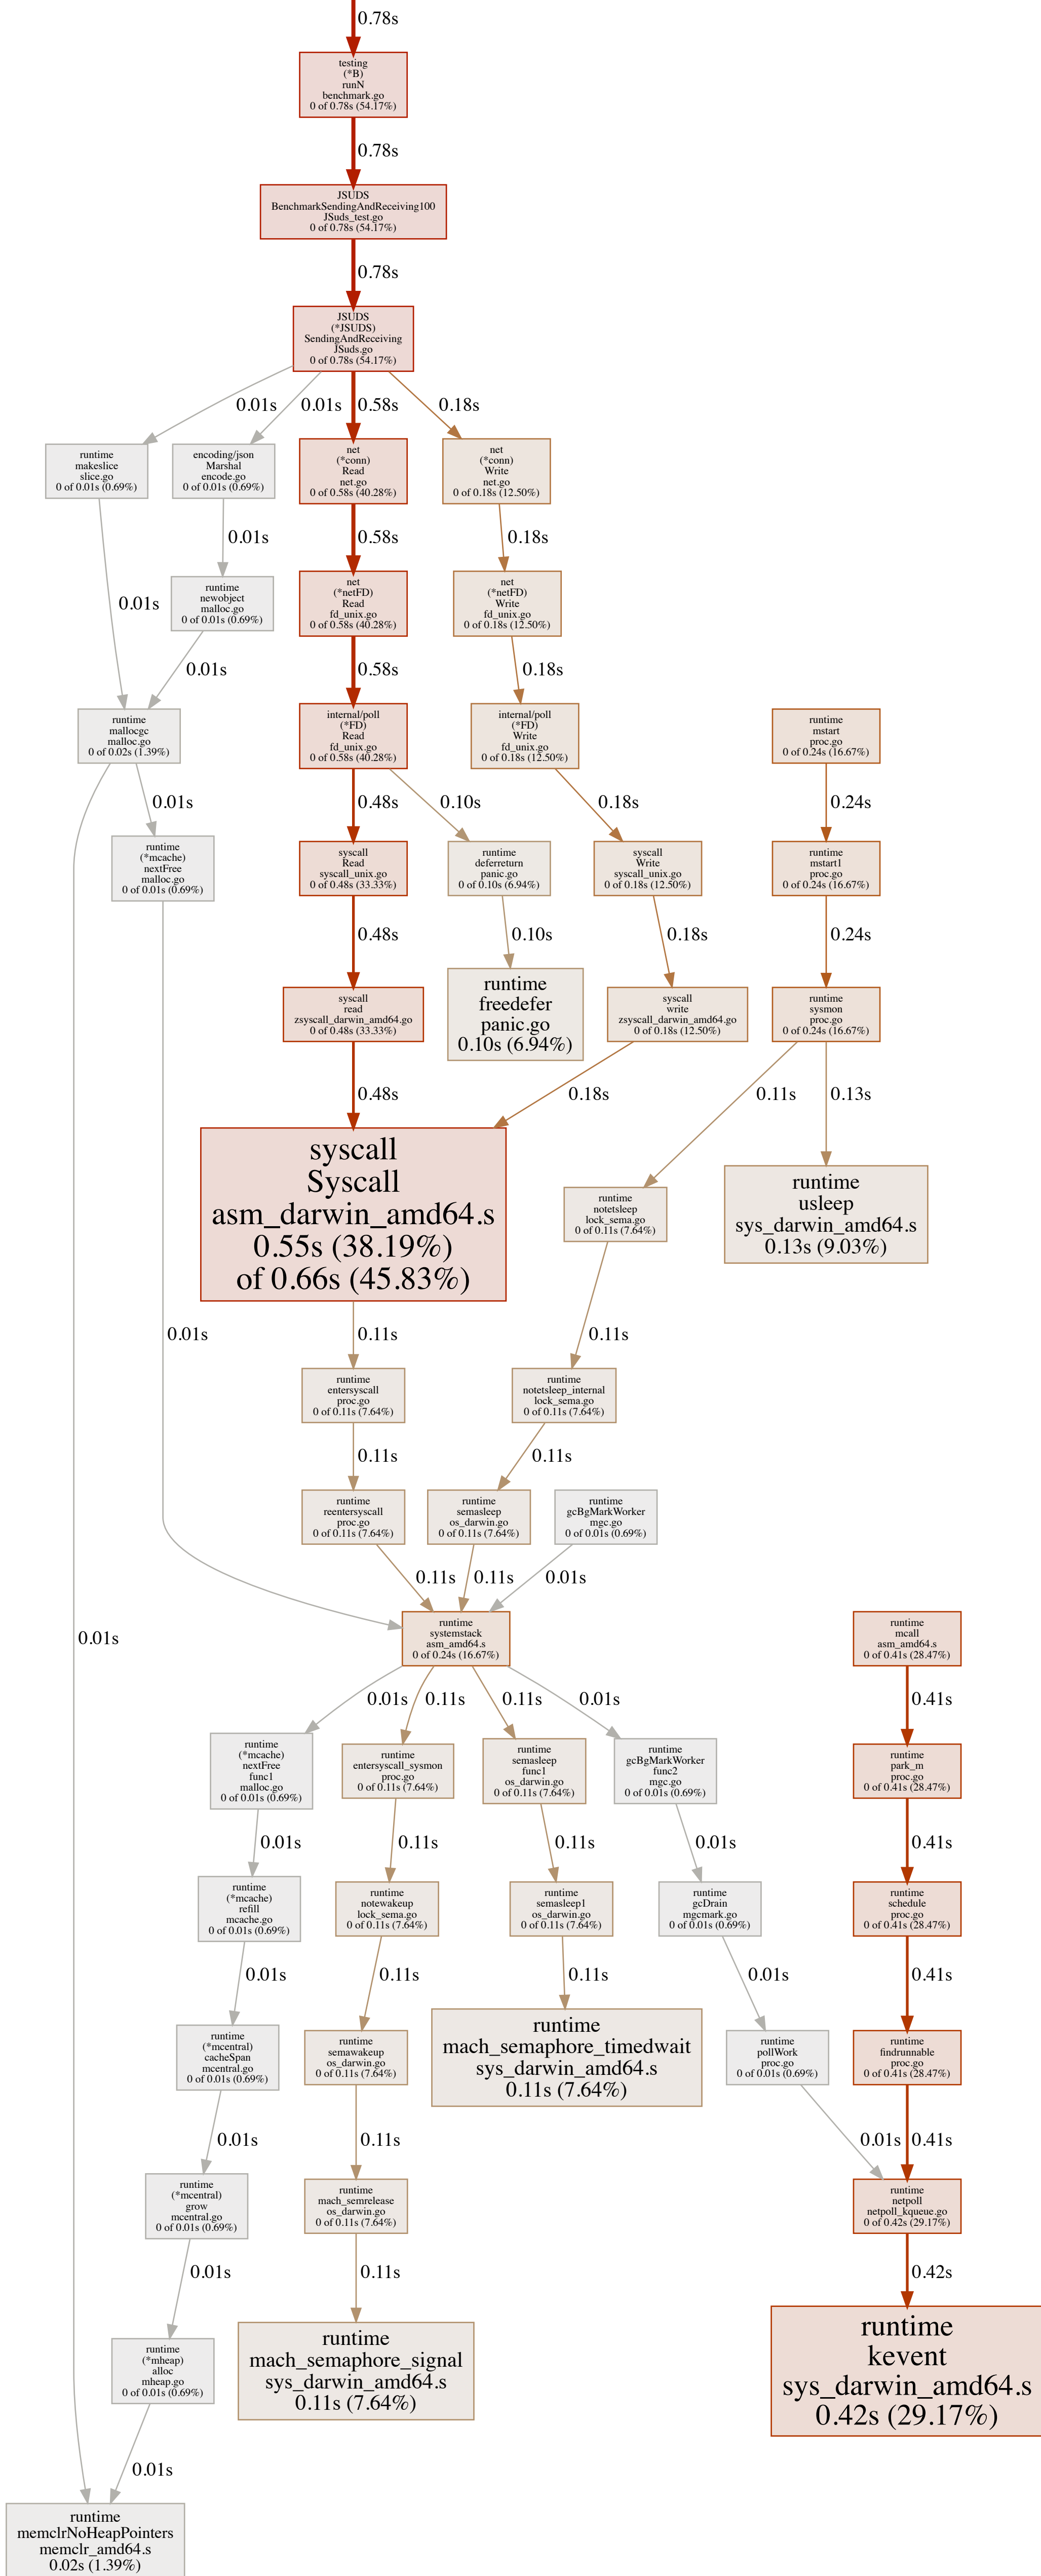 0.78s
testing
(*B)
runN
benchmark.go
0 of 0.78s (54.17%)
0.78s
JSUDS
BenchmarkSendingAndReceiving100
JSuds_test.go
0 of 0.78s (54.17%)
0.78s
JSUDS
(*JSUDS)
SendingAndReceiving
JSuds.go
0 of 0.78s (54.17%)
0.01s
0.01s
0.58s
0.18s
runtime
makeslice
slice.go
0 of 0.01s (0.69%)
encoding/json
Marshal
encode.go
0 of 0.01s (0.69%)
net
(*conn)
Read
net.go
0 of 0.58s (40.28%)
net
(*conn)
Write
net.go
0 of 0.18s (12.50%)
0.01s
0.58s
0.18s
0.01s
runtime
newobject
malloc.go
0 of 0.01s (0.69%)
net
(*netFD)
Read
fd_unix.go
0 of 0.58s (40.28%)
net
(*netFD)
Write
fd_unix.go
0 of 0.18s (12.50%)
0.01s
0.58s
0.18s
runtime
mallocgc
malloc.go
0 of 0.02s (1.39%)
internal/poll
(*FD)
Read
fd_unix.go
0 of 0.58s (40.28%)
internal/poll
(*FD)
Write
fd_unix.go
0 of 0.18s (12.50%)
runtime
mstart
proc.go
0 of 0.24s (16.67%)
0.01s
0.48s
0.10s
0.18s
0.24s
runtime
(*mcache)
nextFree
malloc.go
0 of 0.01s (0.69%)
syscall
Read
syscall_unix.go
0 of 0.48s (33.33%)
runtime
deferreturn
panic.go
0 of 0.10s (6.94%)
syscall
Write
syscall_unix.go
0 of 0.18s (12.50%)
runtime
mstart1
proc.go
0 of 0.24s (16.67%)
0.48s
0.10s
0.18s
0.24s
syscall
read
zsyscall_darwin_amd64.go
0 of 0.48s (33.33%)
runtime
freedefer
panic.go
0.10s (6.94%)
syscall
write
zsyscall_darwin_amd64.go
0 of 0.18s (12.50%)
runtime
sysmon
proc.go
0 of 0.24s (16.67%)
0.48s
0.18s
0.11s
0.13s
syscall
Syscall
asm_darwin_amd64.s
0.55s (38.19%)
of 0.66s (45.83%)
runtime
notetsleep
lock_sema.go
0 of 0.11s (7.64%)
runtime
usleep
sys_darwin_amd64.s
0.13s (9.03%)
0.01s
0.11s
0.11s
runtime
entersyscall
proc.go
0 of 0.11s (7.64%)
runtime
notetsleep_internal
lock_sema.go
0 of 0.11s (7.64%)
0.11s
0.11s
runtime
reentersyscall
proc.go
0 of 0.11s (7.64%)
runtime
semasleep
os_darwin.go
0 of 0.11s (7.64%)
runtime
gcBgMarkWorker
mgc.go
0 of 0.01s (0.69%)
0.11s
0.11s
0.01s
0.01s
runtime
systemstack
asm_amd64.s
0 of 0.24s (16.67%)
runtime
mcall
asm_amd64.s
0 of 0.41s (28.47%)
0.01s
0.11s
0.11s
0.01s
0.41s
runtime
(*mcache)
nextFree
func1
malloc.go
0 of 0.01s (0.69%)
runtime
entersyscall_sysmon
proc.go
0 of 0.11s (7.64%)
runtime
semasleep
func1
os_darwin.go
0 of 0.11s (7.64%)
runtime
gcBgMarkWorker
func2
mgc.go
0 of 0.01s (0.69%)
runtime
park_m
proc.go
0 of 0.41s (28.47%)
0.01s
0.11s
0.11s
0.01s
0.41s
runtime
(*mcache)
refill
mcache.go
0 of 0.01s (0.69%)
runtime
notewakeup
lock_sema.go
0 of 0.11s (7.64%)
runtime
semasleep1
os_darwin.go
0 of 0.11s (7.64%)
runtime
gcDrain
mgcmark.go
0 of 0.01s (0.69%)
runtime
schedule
proc.go
0 of 0.41s (28.47%)
0.01s
0.11s
0.11s
0.01s
0.41s
runtime
(*mcentral)
cacheSpan
mcentral.go
0 of 0.01s (0.69%)
runtime
semawakeup
os_darwin.go
0 of 0.11s (7.64%)
runtime
mach_semaphore_timedwait
sys_darwin_amd64.s
0.11s (7.64%)
runtime
pollWork
proc.go
0 of 0.01s (0.69%)
runtime
findrunnable
proc.go
0 of 0.41s (28.47%)
0.01s
0.11s
0.01s
0.41s
runtime
(*mcentral)
grow
mcentral.go
0 of 0.01s (0.69%)
runtime
mach_semrelease
os_darwin.go
0 of 0.11s (7.64%)
runtime
netpoll
netpoll_kqueue.go
0 of 0.42s (29.17%)
0.01s
0.11s
0.42s
runtime
(*mheap)
alloc
mheap.go
0 of 0.01s (0.69%)
runtime
mach_semaphore_signal
sys_darwin_amd64.s
0.11s (7.64%)
runtime
kevent
sys_darwin_amd64.s
0.42s (29.17%)
0.01s
runtime
memclrNoHeapPointers
memclr_amd64.s
0.02s (1.39%)